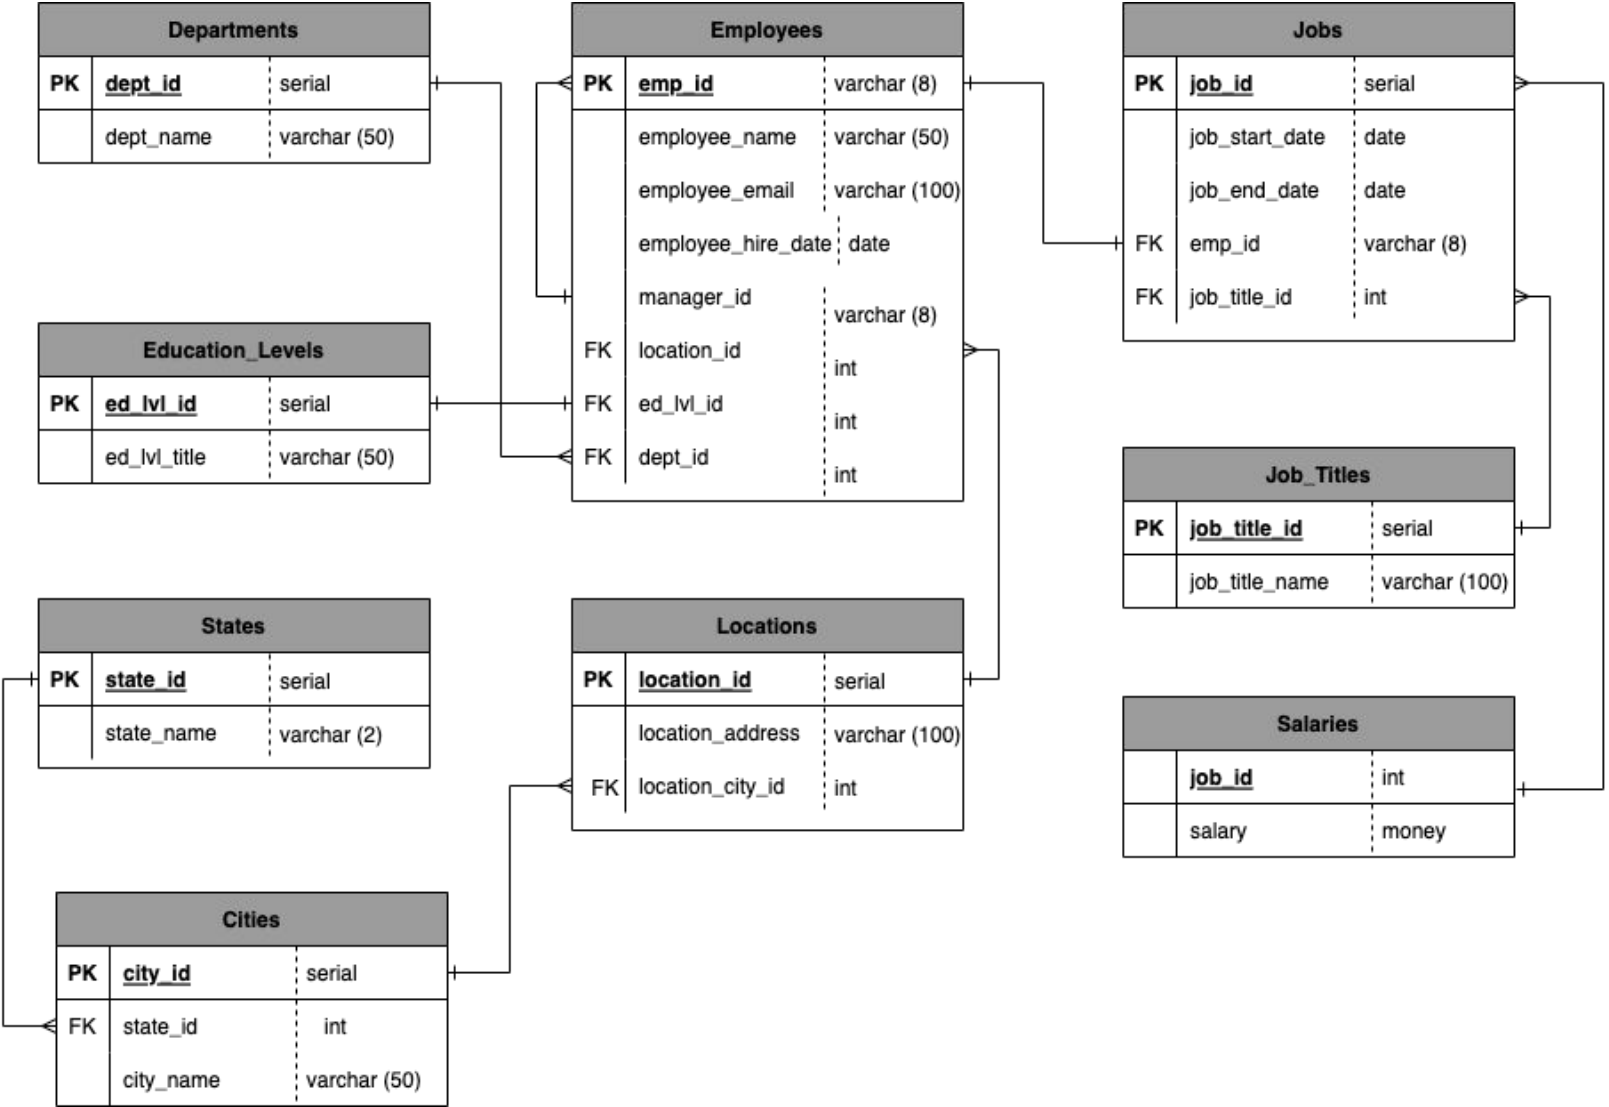 Departments
PK dept_id serial
dept_name varchar (50)
Employees
PK emp_id varchar (8)
employee_name varchar (50)
employee_email varchar (100)
employee_hire_date date
manager_id varchar (8)
FK location_id int
FK ed_lvl_id int
FK dept_id int
Jobs
PK job_id serial
job_start_date date
job_end_date date
FK emp_id varchar (8)
FK job_title_id int
Education_Levels
PK ed_lvl_id serial
ed_lvl_title varchar (50)
Job_Titles
PK job_title_id serial
job_title_name varchar (100)
States
PK state_id serial
state_name varchar (2)
Locations
PK location_id serial
location_address varchar (100)
FK location_city_id int
Salaries
job_id int
salary money
Cities
PK city_id serial
FK state_id int
city_name varchar (50)